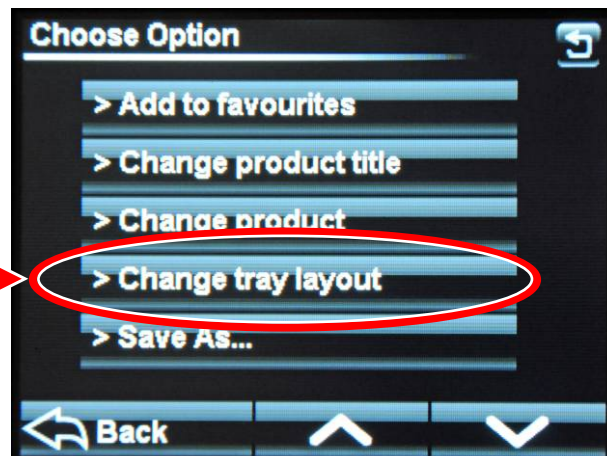 Choose Option
> Add to favourites
> Change product title
> Change product
> Change tray layout
> Save As...
Back